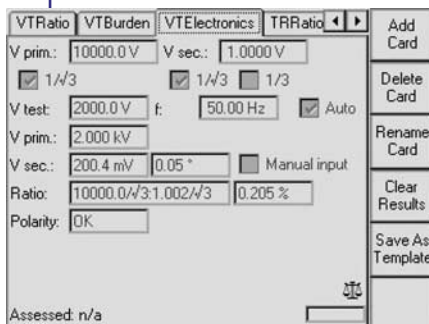 VTRatio VTBurden VTElectronics TRRatio
V prim.: 10000.0 V V sec.: 1.0000 V
1/√3 1/√3 1/3
V test: 2000.0 V f: 50.00 Hz Auto
V prim.: 2.000 kV
V sec.: 200.4 mV 0.05 ° Manual input
Ratio: 10000.0/√3:1.002/√3 0.205 %
Polarity: OK
Assessed: n/a
Add
Card
Delete
Card
Rename
Card
Clear
Results
Save As
Template